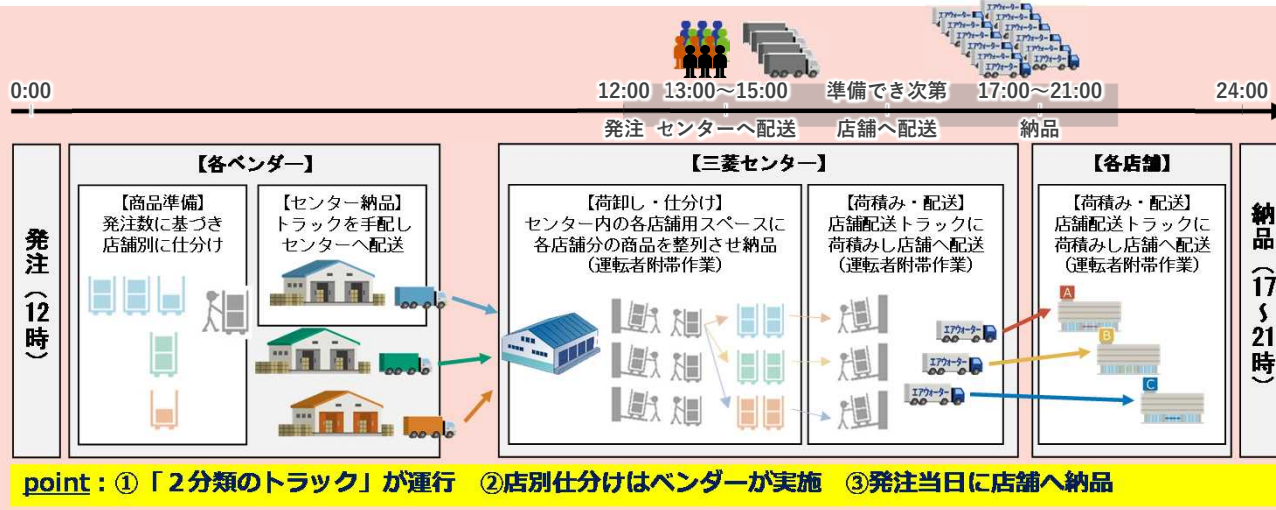 エアウォーター
0:00
12:00
13:00～15:00
準備でき次第
17:00～21:00
24:00
発注
センターへ配送
店舗へ配送
納品
発注（12時）
【各ベンダー】
【商品準備】
発注数に基づき
店舗別に仕分け
【センター納品】
トラックを手配し
センターへ配送
【三菱センター】
【荷卸し・仕分け】
センター内の各店舗用スペースに
各店舗分の商品を整列させ納品
(運転者附帯作業)
【荷積み・配送】
店舗配送トラックに
荷積みし店舗へ配送
(運転者附帯作業)
エアウォーター
エアウォーター
エアウォーター
【各店舗】
【荷積み・配送】
店舗配送トラックに
荷積みし店舗へ配送
(運転者附帯作業)
A
B
C
納品（17～21時）
point：①「２分類のトラック」が運行　②店別仕分けはベンダーが実施　③発注当日に店舗へ納品